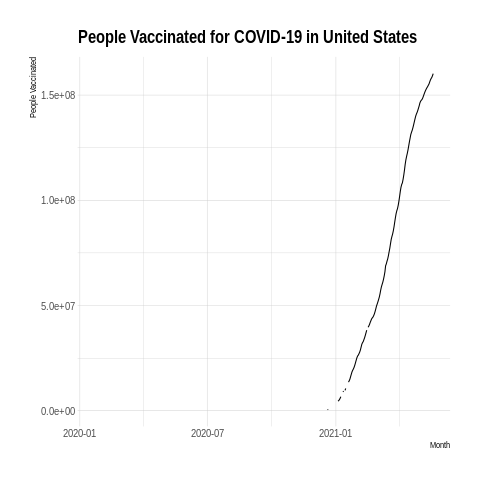 People Vaccinated for COVID-19 in United States
People Vaccinated
1.5e+08
1.0e+08
5.0e+07
0.0e+00
2020-01 2020-07 2021-01
Month